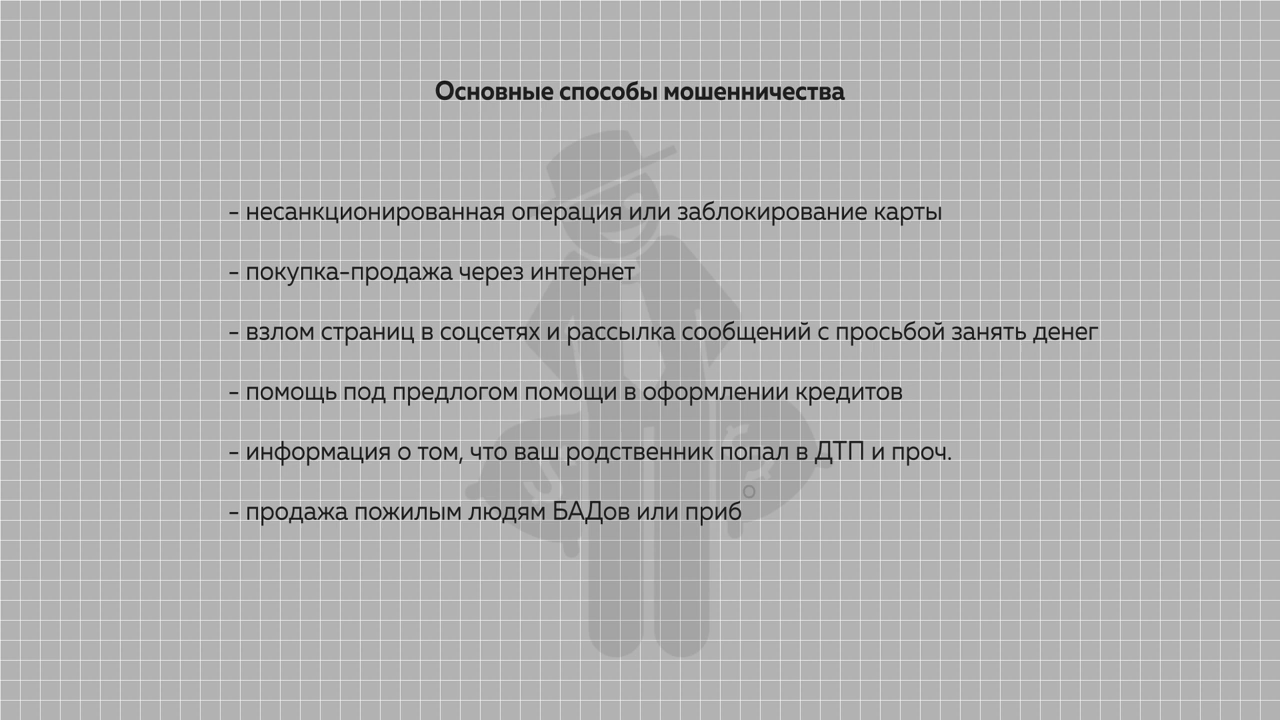 Основные способы мошенничества
- несанкционированная операция или заблокирование карты
- покупка-продажа через интернет
- взлом страниц в соцсетях и рассылка сообщений с просьбой занять денег
- помощь под предлогом помощи в оформлении кредитов
- информация о том, что ваш родственник попал в ДТП и проч.
- продажа пожилым людям БАДов или прибо